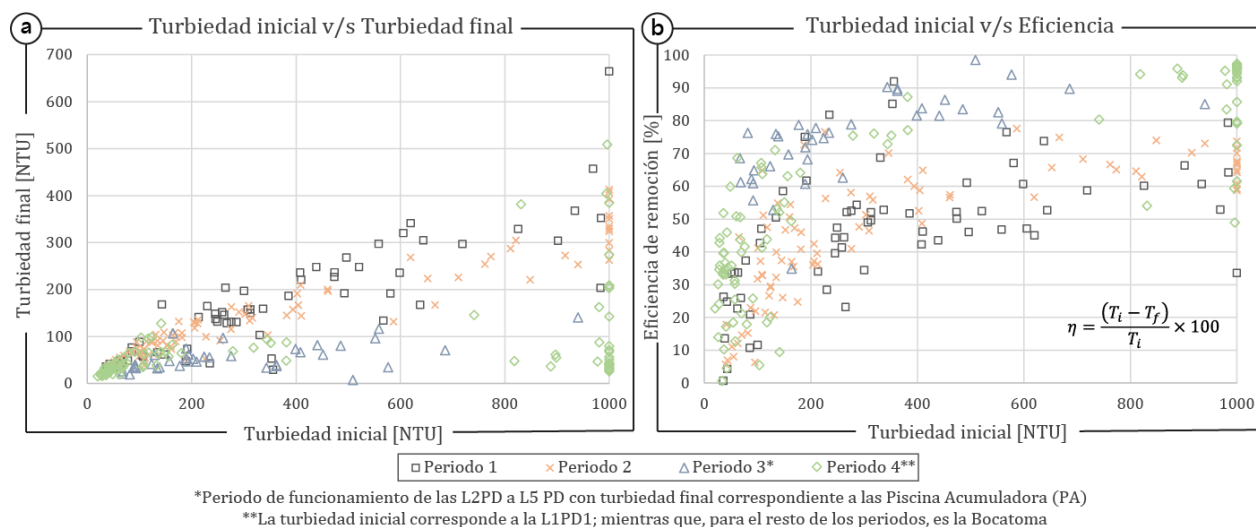 a
Turbiedad inicial v/s Turbiedad final
Turbiedad final [NTU]
700
600
500
400
300
200
100
0
0 200 400 600 800 1000
Turbiedad inicial [NTU]
b
Turbiedad inicial v/s Eficiencia
Eficiencia de remoción [%]
100
90
80
70
60
50
40
30
20
10
0
η = (Ti − Tf) / Ti × 100
0 200 400 600 800 1000
Turbiedad inicial [NTU]
Periodo 1 Periodo 2 Periodo 3* Periodo 4**
*Periodo de funcionamiento de las L2PD a L5 PD con turbiedad final correspondiente a las Piscina Acumuladora (PA)
**La turbiedad inicial corresponde a la L1PD1; mientras que, para el resto de los periodos, es la Bocatoma